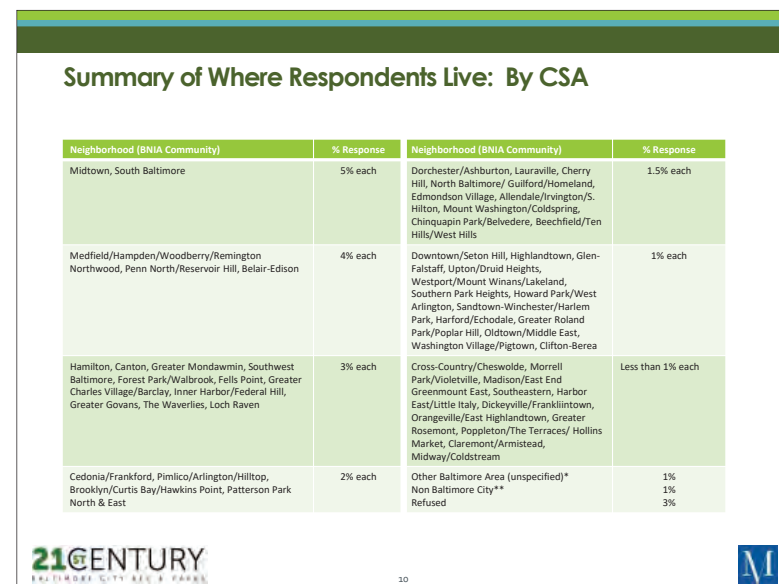 Summary of Where Respondents Live: By CSA
Neighborhood (BNIA Community) % Response Neighborhood (BNIA Community) % Response
Midtown, South Baltimore
5% each
Dorchester/Ashburton, Lauraville, Cherry
Hill, North Baltimore/ Guilford/Homeland,
Edmondson Village, Allendale/Irvington/S.
Hilton, Mount Washington/Coldspring,
Chinquapin Park/Belvedere, Beechfield/Ten
Hills/West Hills
1.5% each
Medfield/Hampden/Woodberry/Remington
Northwood, Penn North/Reservoir Hill, Belair-Edison
4% each
Downtown/Seton Hill, Highlandtown, Glen-
Falstaff, Upton/Druid Heights,
Westport/Mount Winans/Lakeland,
Southern Park Heights, Howard Park/West
Arlington, Sandtown-Winchester/Harlem
Park, Harford/Echodale, Greater Roland
Park/Poplar Hill, Oldtown/Middle East,
Washington Village/Pigtown, Clifton-Berea
1% each
Hamilton, Canton, Greater Mondawmin, Southwest
Baltimore, Forest Park/Walbrook, Fells Point, Greater
Charles Village/Barclay, Inner Harbor/Federal Hill,
Greater Govans, The Waverlies, Loch Raven
3% each
Cross-Country/Cheswolde, Morrell
Park/Violetville, Madison/East End
Greenmount East, Southeastern, Harbor
East/Little Italy, Dickeyville/Frankliintown,
Orangeville/East Highlandtown, Greater
Rosemont, Poppleton/The Terraces/ Hollins
Market, Claremont/Armistead,
Midway/Coldstream
Less than 1% each
Cedonia/Frankford, Pimlico/Arlington/Hilltop,
Brooklyn/Curtis Bay/Hawkins Point, Patterson Park
North & East
2% each
Other Baltimore Area (unspecified)*
Non Baltimore City**
Refused
1%
1%
3%
21ST CENTURY
BALTIMORE CITY REC & PARKS
10
M